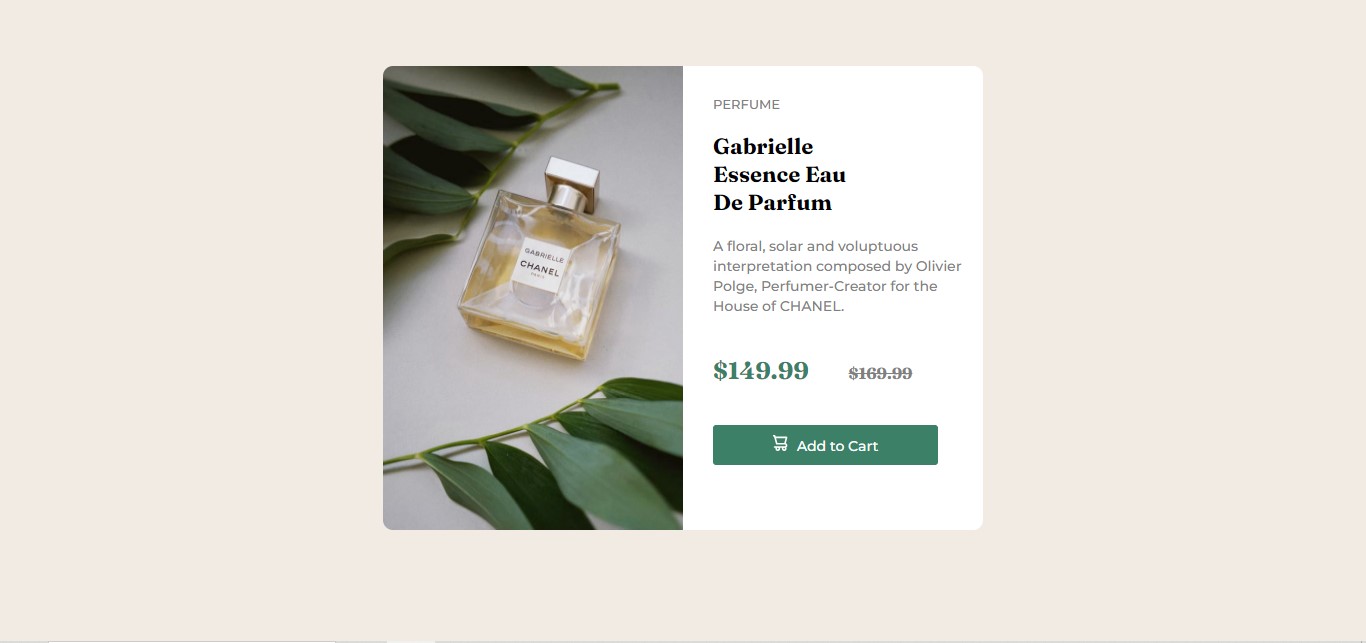 GABRIELLE
CHANEL
PARIS
PERFUME
Gabrielle
Essence Eau
De Parfum
A floral, solar and voluptuous
interpretation composed by Olivier
Polge, Perfumer-Creator for the
House of CHANEL.
$149.99 $169.99
Add to Cart